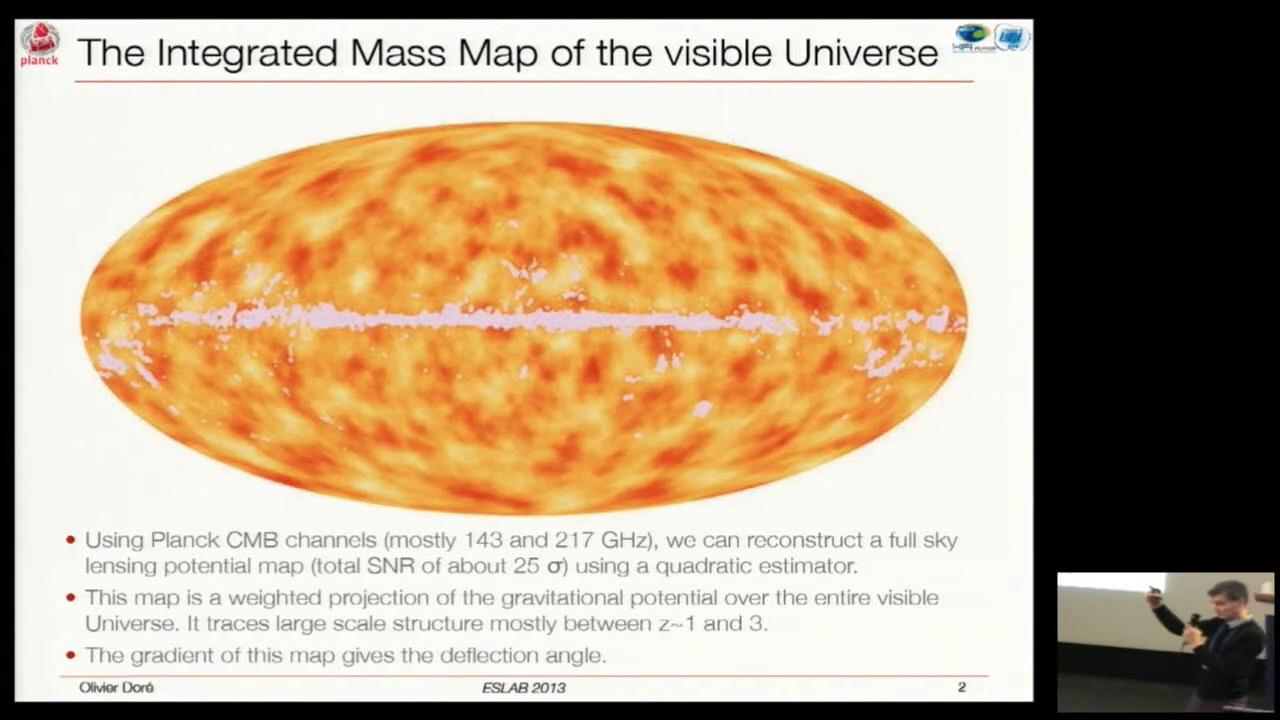 planck
The Integrated Mass Map of the visible Universe
• Using Planck CMB channels (mostly 143 and 217 GHz), we can reconstruct a full sky
lensing potential map (total SNR of about 25 σ) using a quadratic estimator.
• This map is a weighted projection of the gravitational potential over the entire visible
Universe. It traces large scale structure mostly between z~1 and 3.
• The gradient of this map gives the deflection angle.
Olivier Doré
ESLAB 2013
2